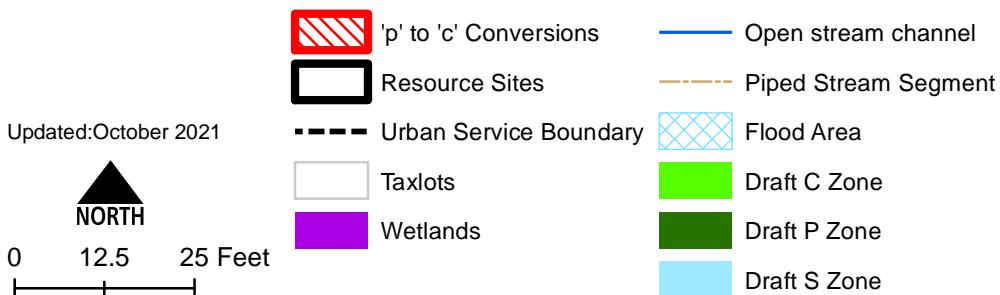 Updated:October 2021
NORTH
0 12.5 25 Feet
'p' to 'c' Conversions
Resource Sites
Urban Service Boundary
Taxlots
Wetlands
Open stream channel
Piped Stream Segment
Flood Area
Draft C Zone
Draft P Zone
Draft S Zone